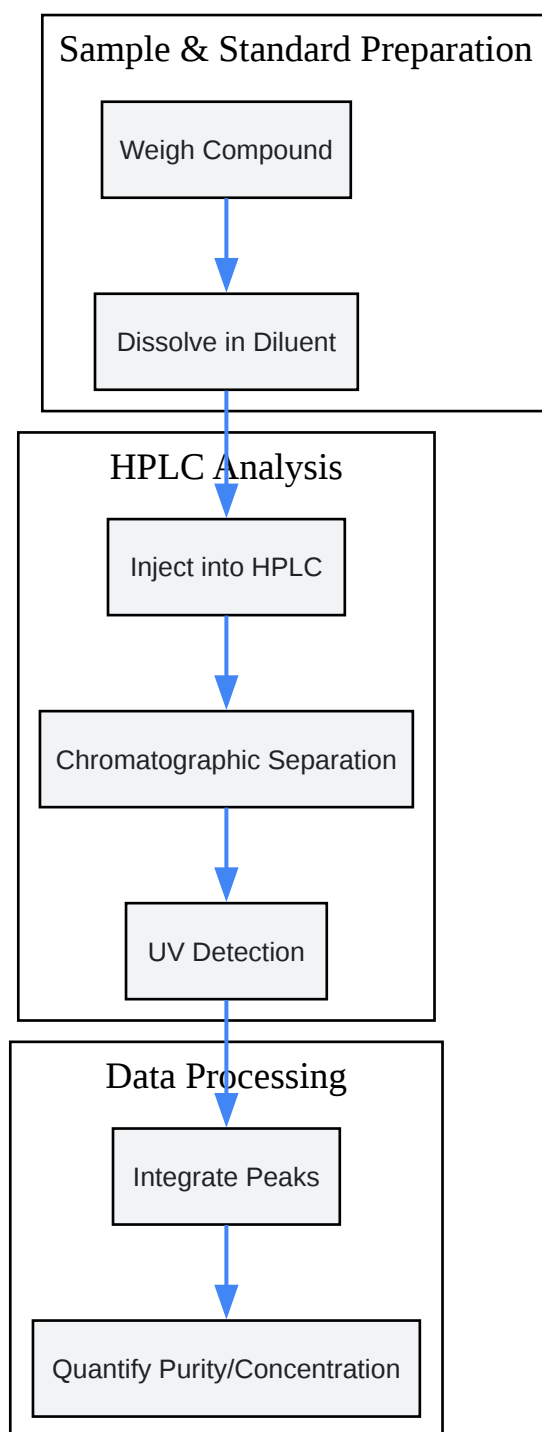 Sample & Standard Preparation
Weigh Compound
Dissolve in Diluent
HPLC Analysis
Inject into HPLC
Chromatographic Separation
UV Detection
Data Processing
Integrate Peaks
Quantify Purity/Concentration